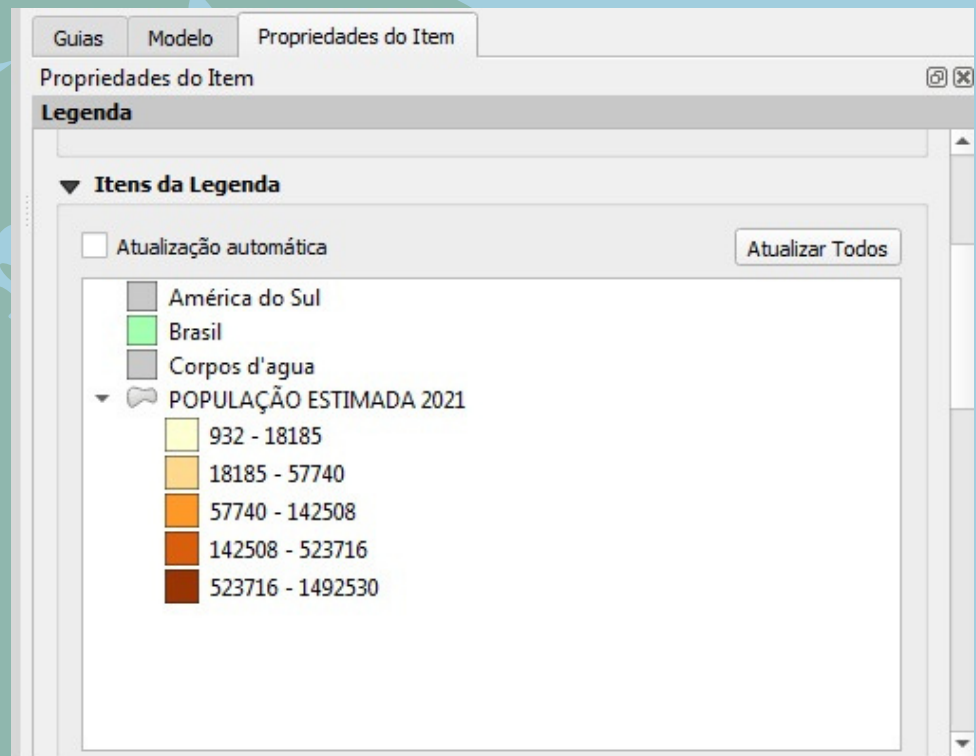 Guias Modelo Propriedades do Item
Propriedades do Item
Legenda
Itens da Legenda
Atualização automática Atualizar Todos
América do Sul
Brasil
Corpos d'agua
POPULAÇÃO ESTIMADA 2021
932 - 18185
18185 - 57740
57740 - 142508
142508 - 523716
523716 - 1492530